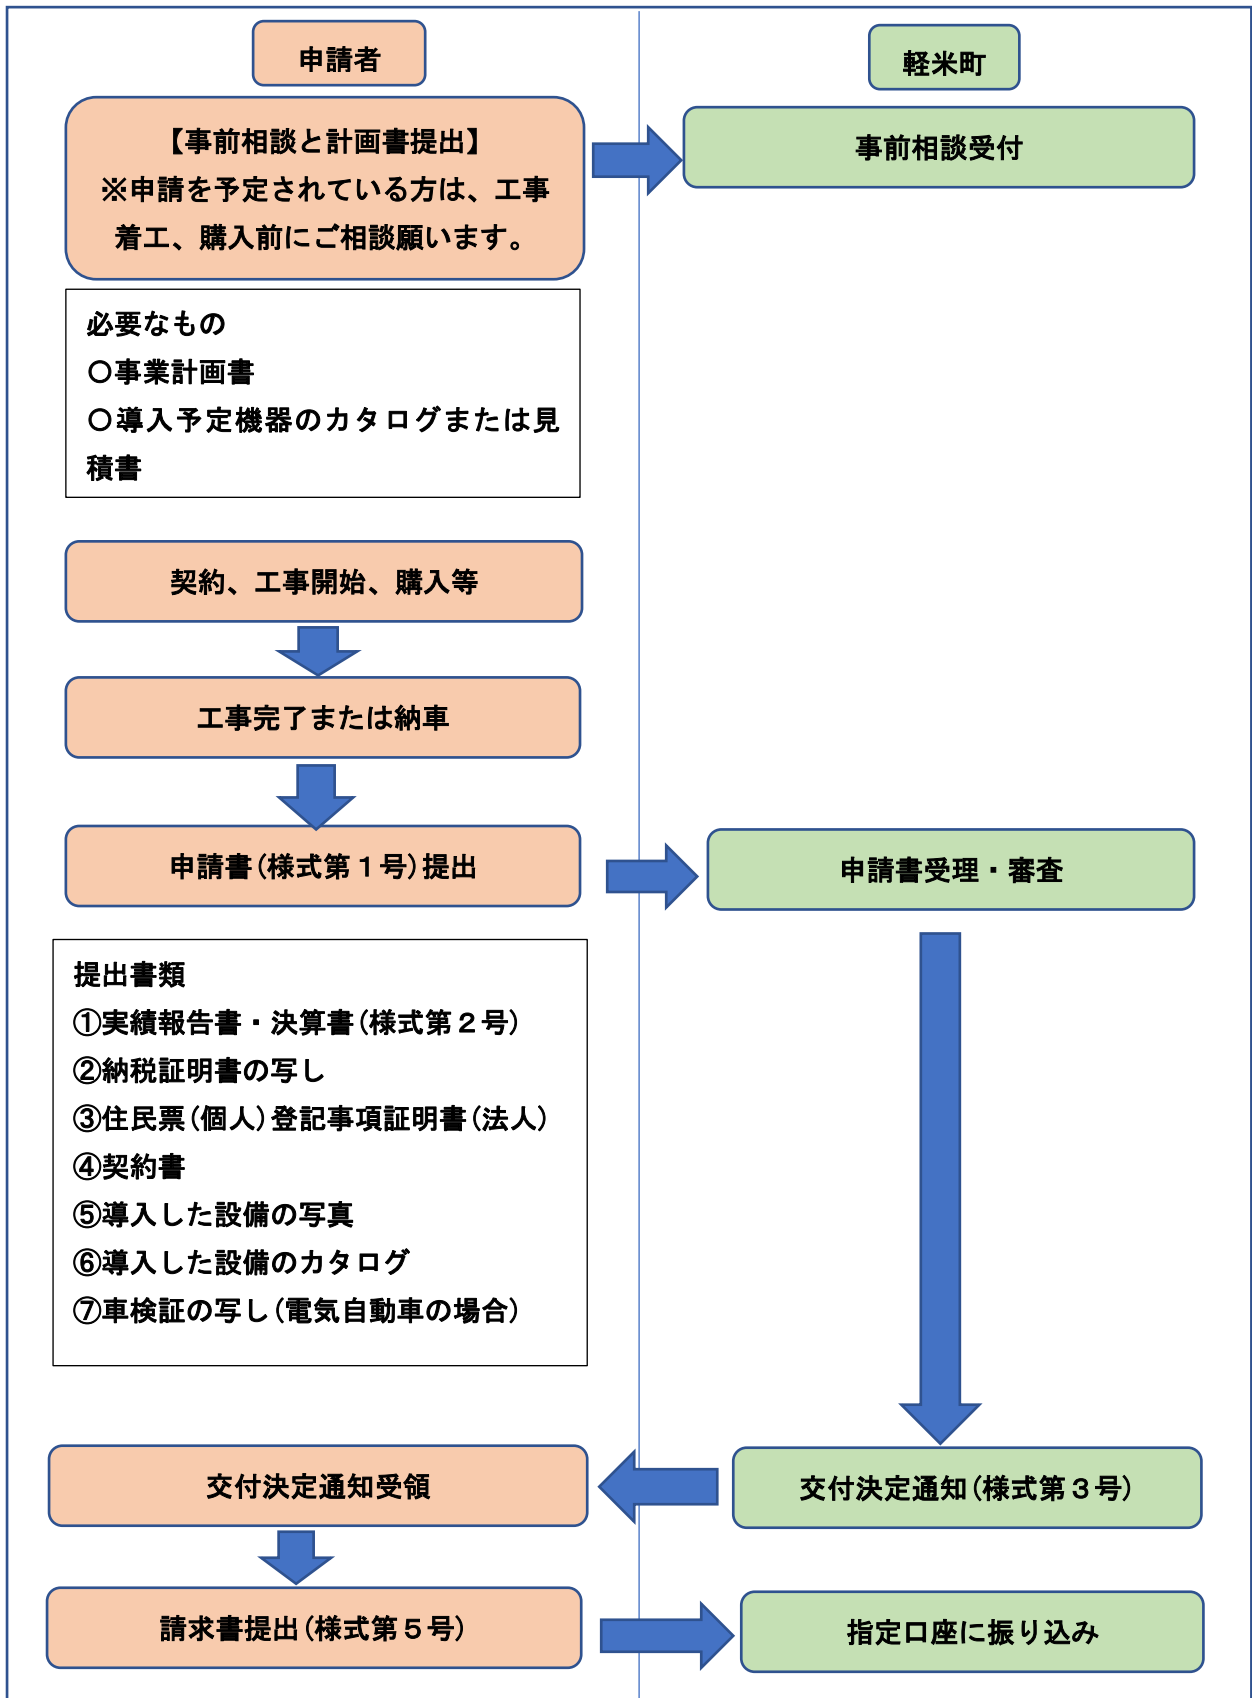 申請者
軽米町
【事前相談と計画書提出】
※申請を予定されている方は、工事
着工、購入前にご相談願います。
事前相談受付
必要なもの
〇事業計画書
〇導入予定機器のカタログまたは見
積書
契約、工事開始、購入等
工事完了または納車
申請書(様式第１号)提出
申請書受理・審査
提出書類
①実績報告書・決算書(様式第２号)
②納税証明書の写し
③住民票(個人)登記事項証明書(法人)
④契約書
⑤導入した設備の写真
⑥導入した設備のカタログ
⑦車検証の写し(電気自動車の場合)
交付決定通知受領
交付決定通知(様式第３号)
請求書提出(様式第５号)
指定口座に振り込み